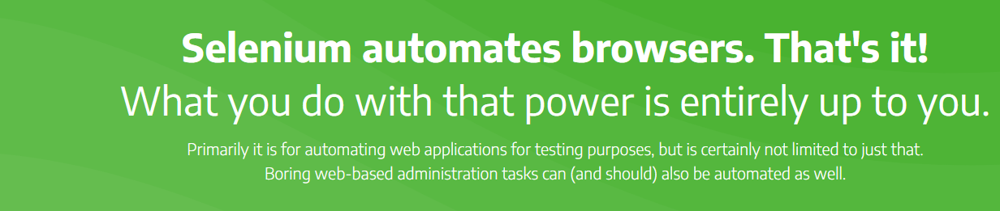 Selenium automates browsers. That's it!
What you do with that power is entirely up to you.
Primarily it is for automating web applications for testing purposes, but is certainly not limited to just that.
Boring web-based administration tasks can (and should) also be automated as well.